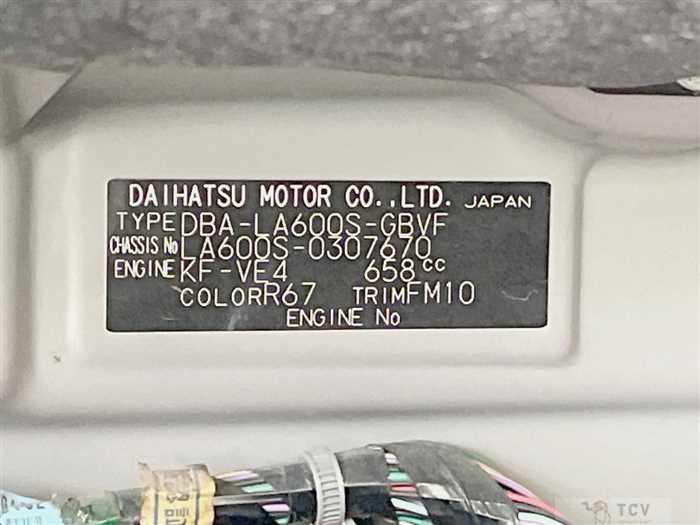 DAIHATSU MOTOR CO.,LTD. JAPAN
TYPE DBA-LA600S-GBVF
CHASSIS No LA600S-0307670
ENGINE KF-VE4 658cc
COLOR R67 TRIM FM10
ENGINE No
TCV